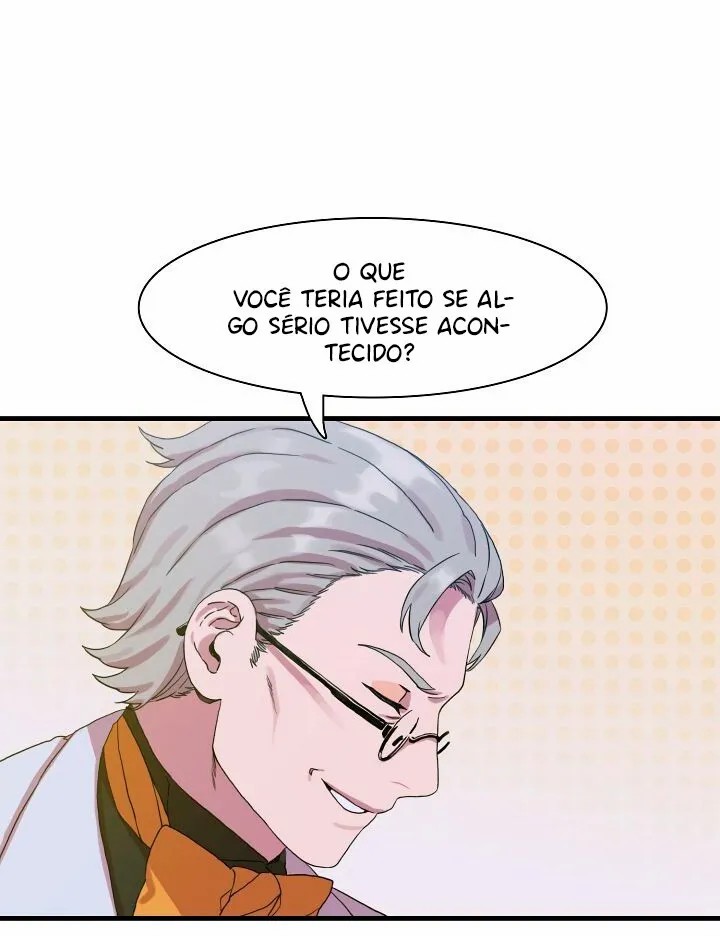 O QUE
VOCÊ TERIA FEITO SE AL-
GO SÉRIO TIVESSE ACON-
TECIDO?